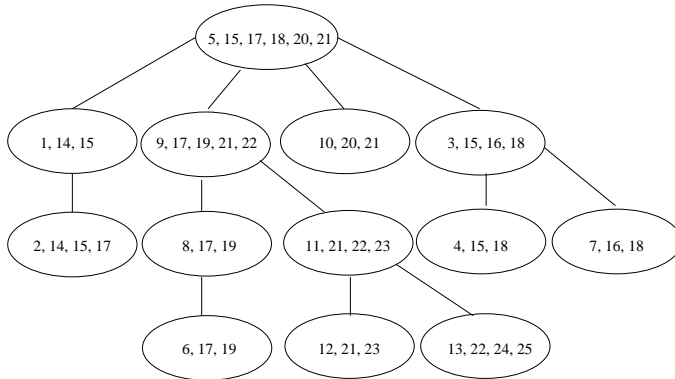 5, 15, 17, 18, 20, 21
1, 14, 15
9, 17, 19, 21, 22
10, 20, 21
3, 15, 16, 18
2, 14, 15, 17
8, 17, 19
11, 21, 22, 23
4, 15, 18
7, 16, 18
6, 17, 19
12, 21, 23
13, 22, 24, 25